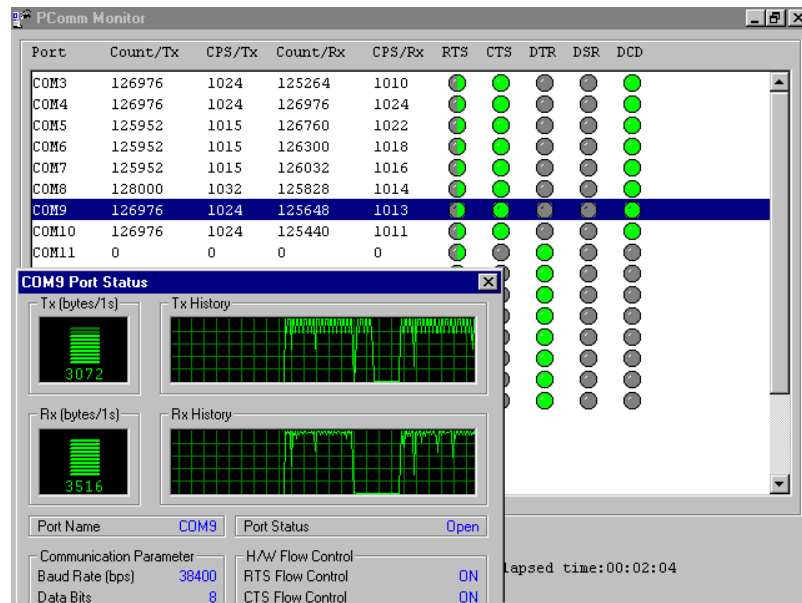 PComm Monitor
Port Count/Tx CPS/Tx Count/Rx CPS/Rx RTS CTS DTR DSR DCD
COM3 126976 1024 125264 1010
COM4 126976 1024 126976 1024
COM5 125952 1015 126760 1022
COM6 125952 1015 126300 1018
COM7 125952 1015 126032 1016
COM8 128000 1032 125828 1014
COM9 126976 1024 125648 1013
COM10 126976 1024 125440 1011
COM11 0 0 0 0
COM9 Port Status
Tx (bytes/1s) Tx History
3072
Rx (bytes/1s) Rx History
3516
Port Name COM9 Port Status Open
Communication Parameter H/W Flow Control
Baud Rate (bps) 38400 RTS Flow Control ON
Data Bits 8 CTS Flow Control ON
lapsed time:00:02:04